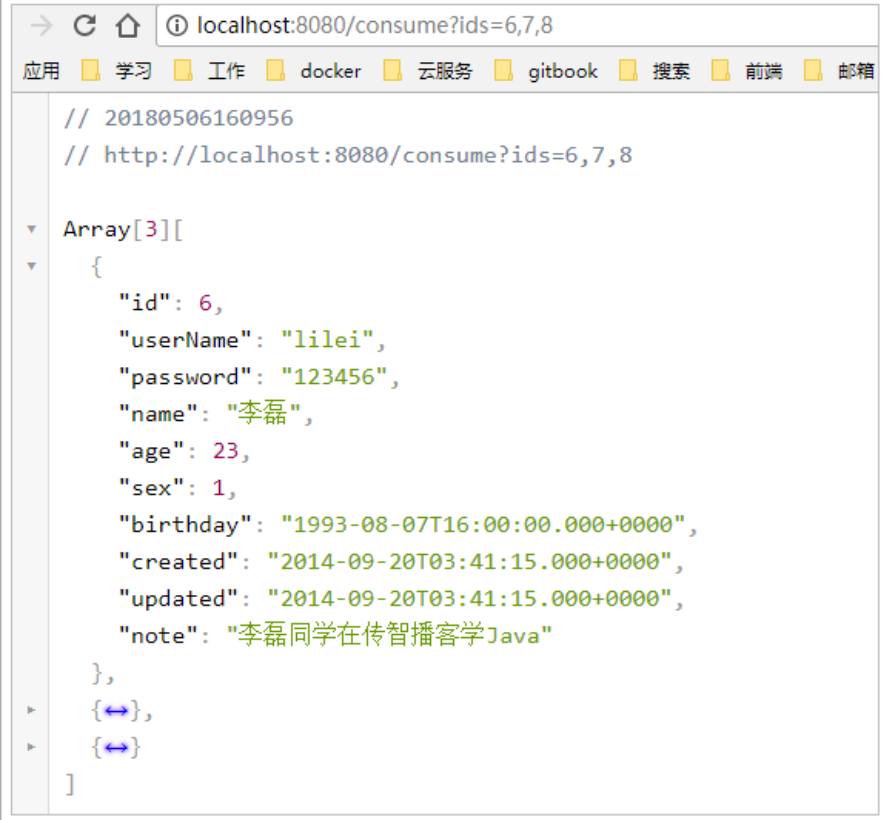 localhost:8080/consume?ids=6,7,8
应用 学习 工作 docker 云服务 gitbook 搜索 前端 邮箱
// 20180506160956
// http://localhost:8080/consume?ids=6,7,8
Array[3][
{
"id": 6,
"userName": "lilei",
"password": "123456",
"name": "李磊",
"age": 23,
"sex": 1,
"birthday": "1993-08-07T16:00:00.000+0000",
"created": "2014-09-20T03:41:15.000+0000",
"updated": "2014-09-20T03:41:15.000+0000",
"note": "李磊同学在传智播客学Java"
},
{↔},
{↔}
]